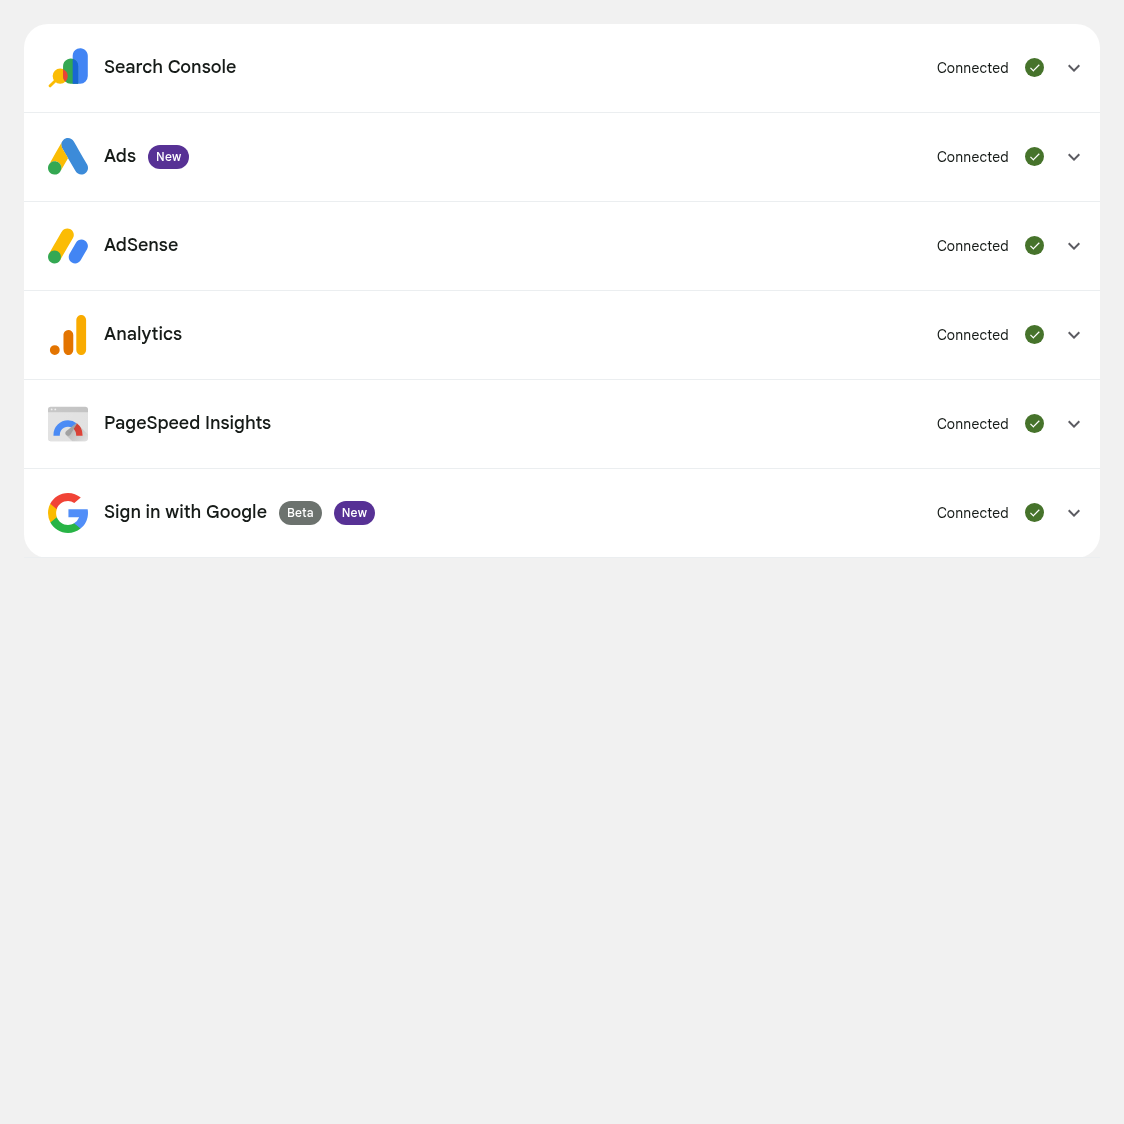 Search Console Connected
Ads New Connected
AdSense Connected
Analytics Connected
PageSpeed Insights Connected
Sign in with Google Beta New Connected